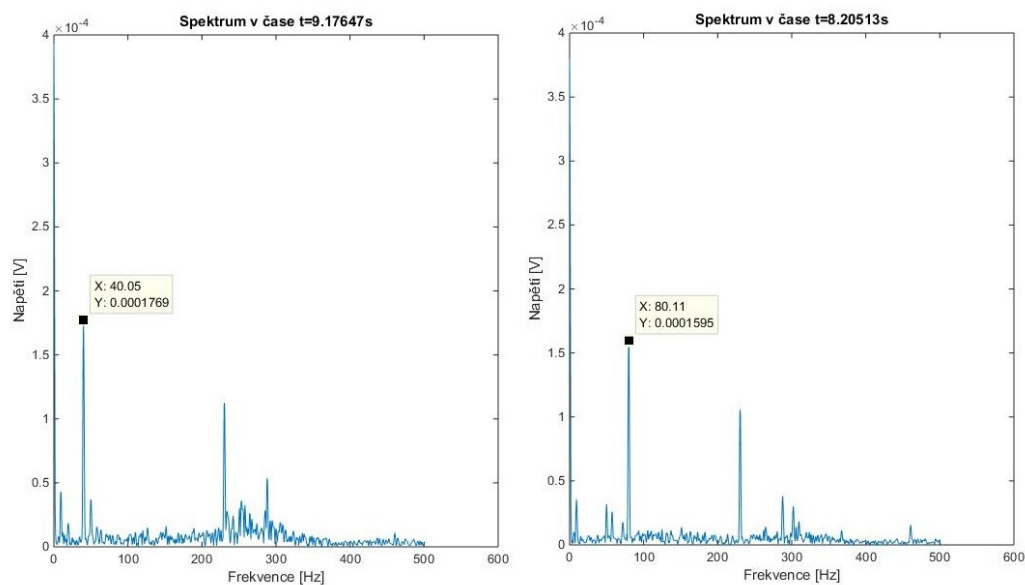 Spektrum v čase t=9.17647s
×10⁻⁴
4
3.5
3
2.5
2
1.5
1
0.5
0
Napětí [V]
X: 40.05
Y: 0.0001769
0 100 200 300 400 500 600
Frekvence [Hz]
Spektrum v čase t=8.20513s
×10⁻⁴
4
3.5
3
2.5
2
1.5
1
0.5
0
Napětí [V]
X: 80.11
Y: 0.0001595
0 100 200 300 400 500 600
Frekvence [Hz]